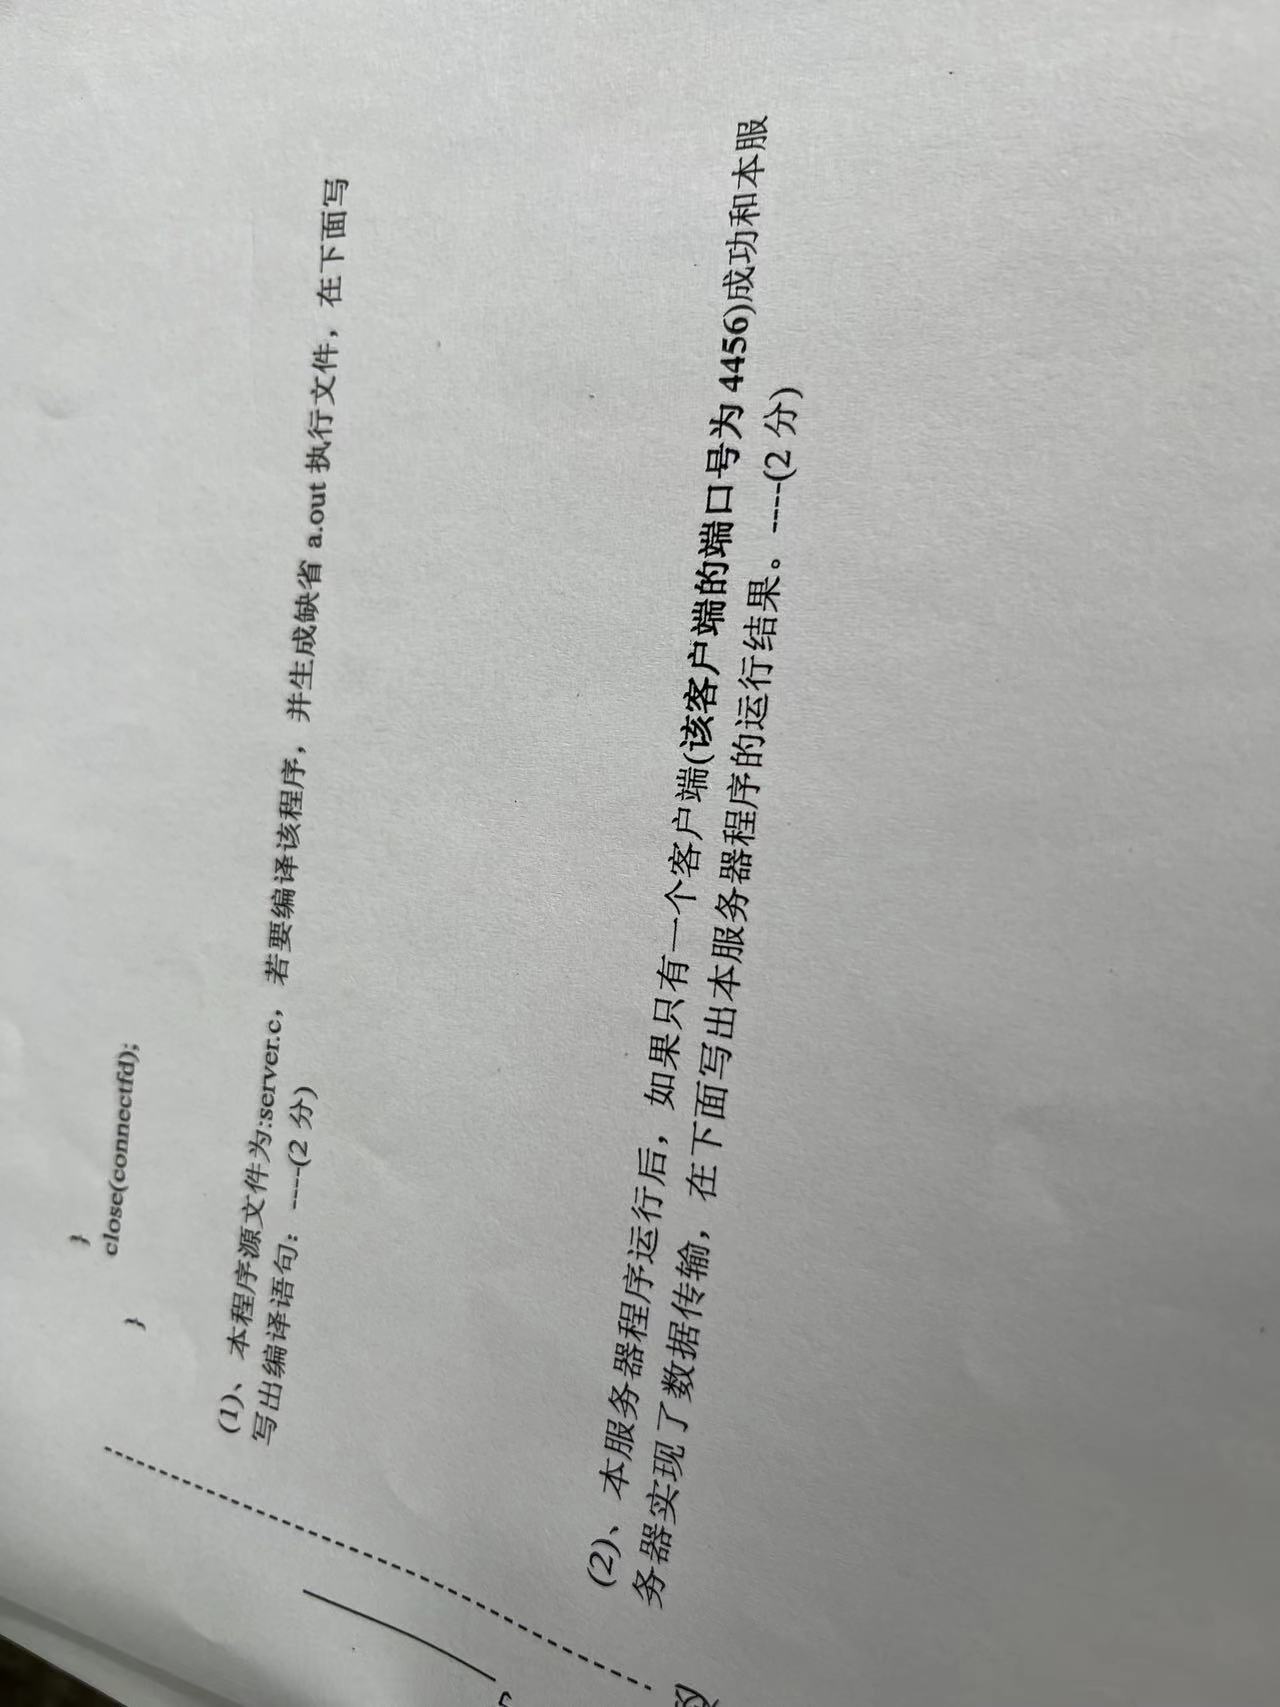 }
close(connectfd);
}
(1)、本程序源文件为:server.c，若要编译该程序，并生成缺省 a.out 执行文件，在下面写
写出编译语句：----(2 分)
(2)、本服务器程序运行后，如果只有一个客户端(该客户端的端口号为 4456)成功和本服
务器实现了数据传输，在下面写出本服务器程序的运行结果。----(2 分)